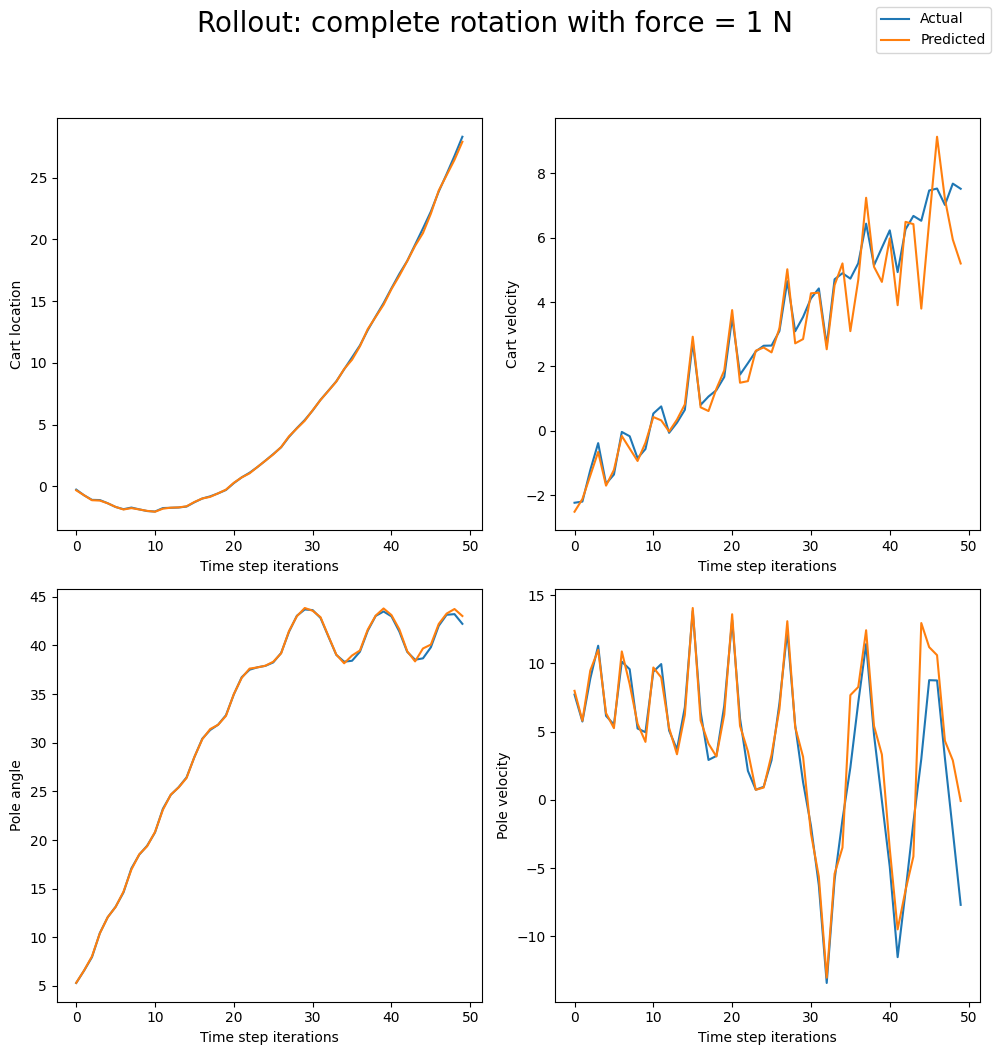 Rollout: complete rotation with force = 1 N
Actual
Predicted
Cart location
25
20
15
10
5
0
0 10 20 30 40 50
Time step iterations
Cart velocity
8
6
4
2
0
−2
0 10 20 30 40 50
Time step iterations
Pole angle
45
40
35
30
25
20
15
10
5
0 10 20 30 40 50
Time step iterations
Pole velocity
15
10
5
0
−5
−10
0 10 20 30 40 50
Time step iterations